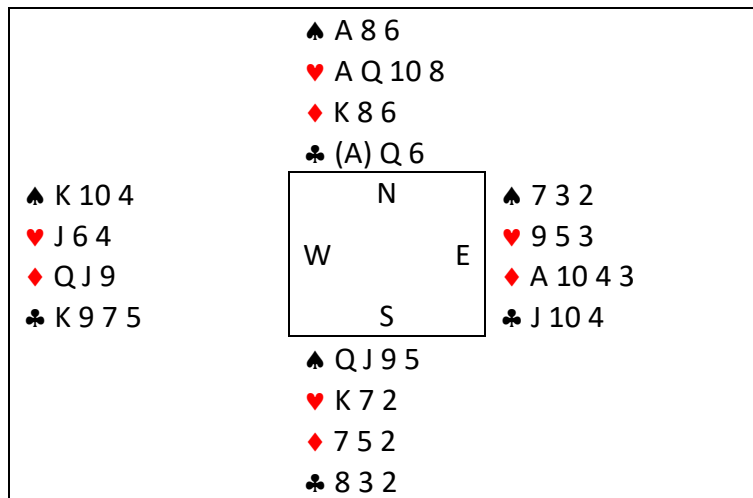 ♠ A 8 6
♥ A Q 10 8
♦ K 8 6
♣ (A) Q 6
♠ K 10 4
♥ J 6 4
♦ Q J 9
♣ K 9 7 5
N
W E
S
♠ 7 3 2
♥ 9 5 3
♦ A 10 4 3
♣ J 10 4
♠ Q J 9 5
♥ K 7 2
♦ 7 5 2
♣ 8 3 2